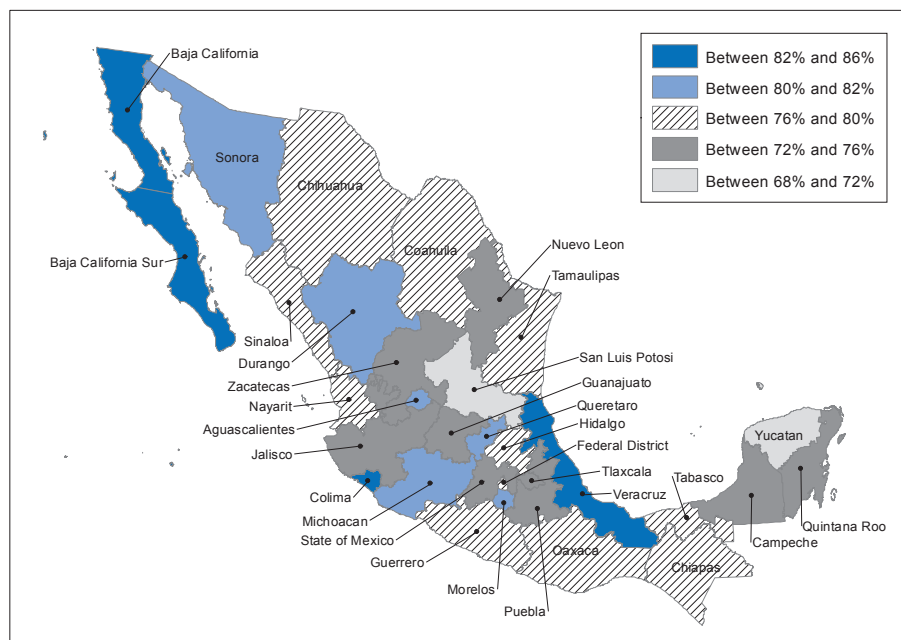 Baja California
Between 82% and 86%
Between 80% and 82%
Between 76% and 80%
Between 72% and 76%
Between 68% and 72%
Sonora
Chihuanua
Coahuila
Nuevo Leon
Baja California Sur
Tamaulipas
Sinaloa
Durango
San Luis Potosi
Zacatecas
Guanajuato
Nayarit
Queretaro
Aguascalientes
Hidalgo
Yucatan
Federal District
Jalisco
Tlaxcala
Tabasco
Colima
Veracruz
Michoacan
Quintana Roo
State of Mexico
Campeche
Guerrero
Oaxaca
Chiapas
Morelos
Puebla